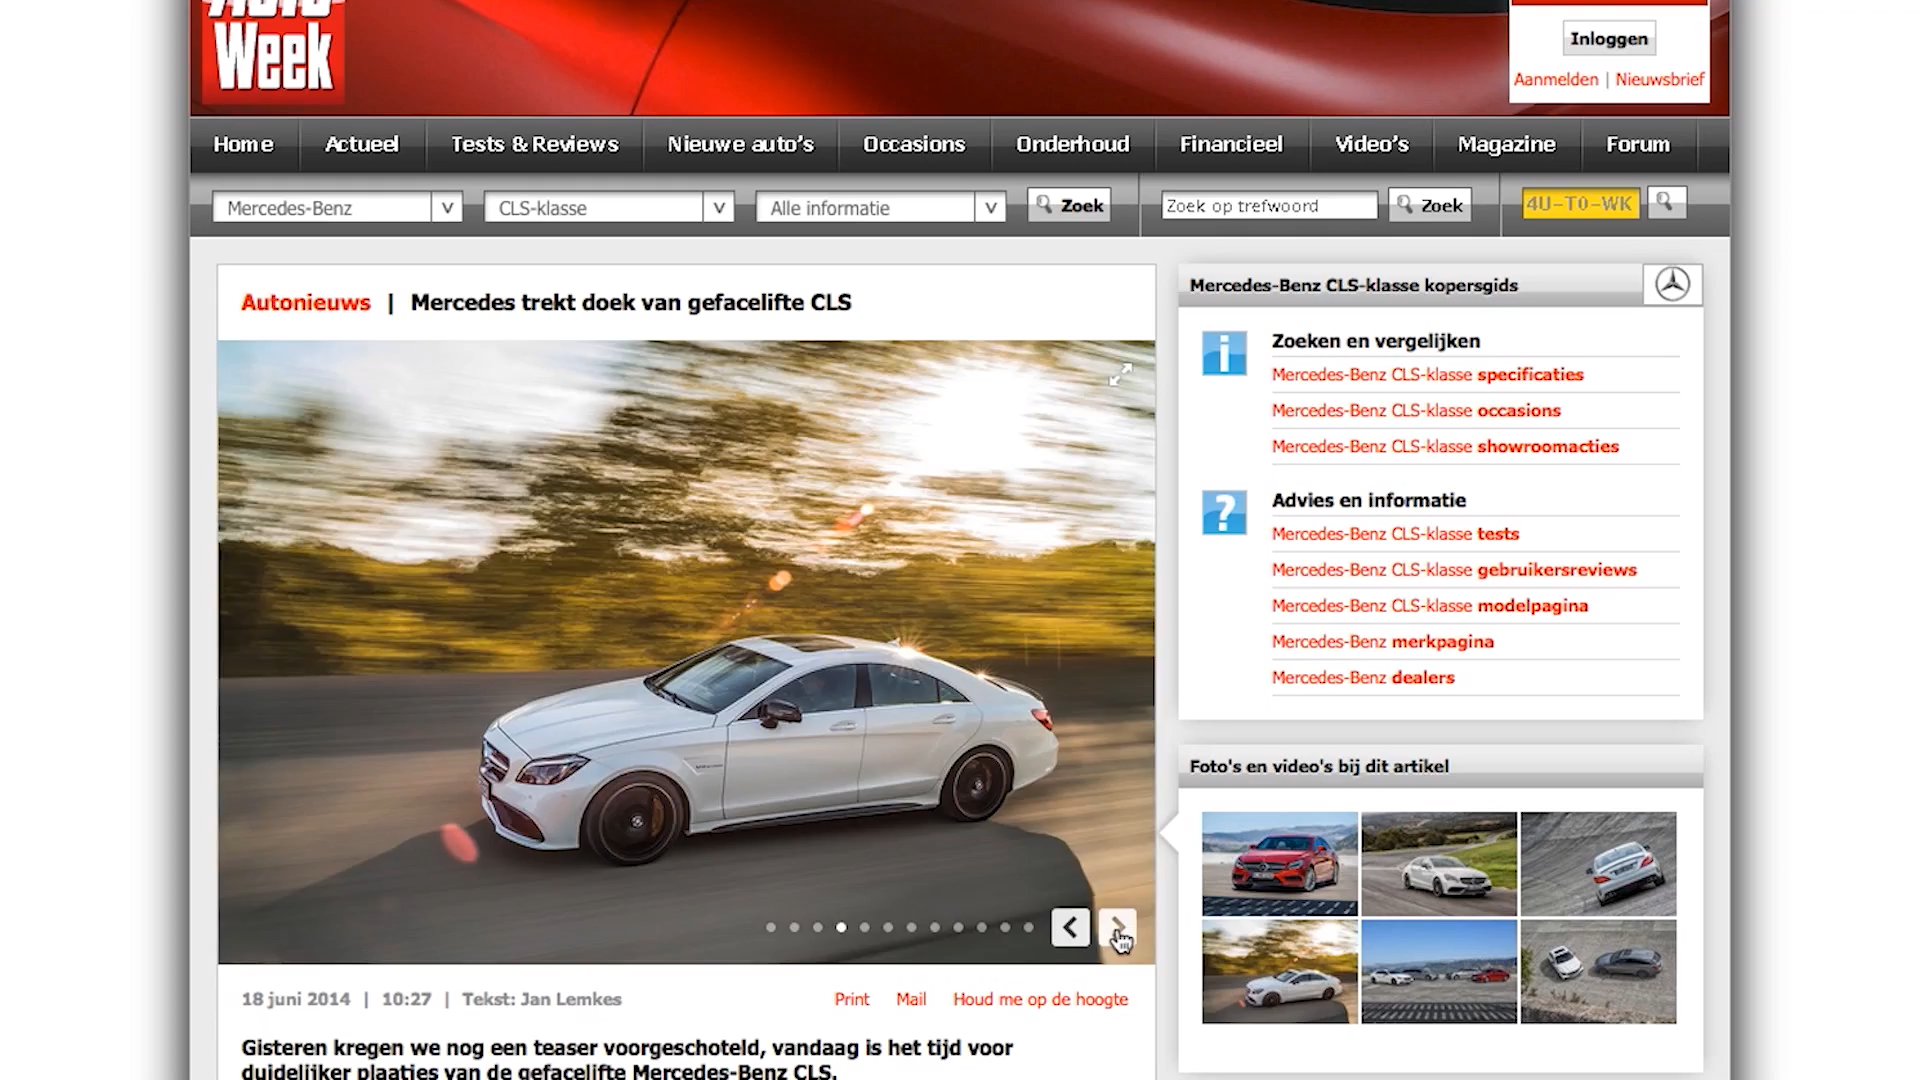 Auto
Week
Inloggen
Aanmelden | Nieuwsbrief
Home Actueel Tests & Reviews Nieuwe auto's Occasions Onderhoud Financieel Video's Magazine Forum
Mercedes-Benz V CLS-klasse V Alle informatie V Zoek Zoek op trefwoord Zoek 4U-T0-WK
Autonieuws | Mercedes trekt doek van gefacelifte CLS
18 juni 2014 | 10:27 | Tekst: Jan Lemkes Print Mail Houd me op de hoogte
Gisteren kregen we nog een teaser voorgeschoteld, vandaag is het tijd voor
duidelijker plaatjes van de gefacelifte Mercedes-Benz CLS.
Mercedes-Benz CLS-klasse kopersgids
i
Zoeken en vergelijken
Mercedes-Benz CLS-klasse specificaties
Mercedes-Benz CLS-klasse occasions
Mercedes-Benz CLS-klasse showroomacties
?
Advies en informatie
Mercedes-Benz CLS-klasse tests
Mercedes-Benz CLS-klasse gebruikersreviews
Mercedes-Benz CLS-klasse modelpagina
Mercedes-Benz merkpagina
Mercedes-Benz dealers
Foto's en video's bij dit artikel